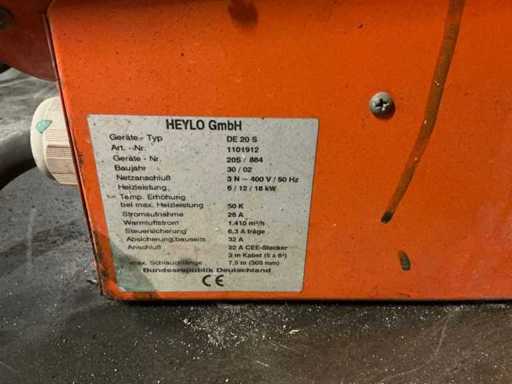 HEYLO GmbH
Geräte - Typ DE 20 S
Art. - Nr. 1101912
Geräte - Nr. 20S / 884
Baujahr 30 / 02
Netzanschluß 3 N ~ 400 V / 50 Hz
Heizleistung 6 / 12 / 18 kW
Temp. Erhöhung
bei max. Heizleistung 50 K
Stromaufnahme 26 A
Warmluftstrom 1.410 m³/h
Steuersicherung 6,3 A träge
Absicherung bauseits 32 A
Anschluß 32 A CEE-Stecker
3 m Kabel (5 x 6²)
max. Schlauchlänge 7,5 m (305 mm)
Bundesrepublik Deutschland
CE